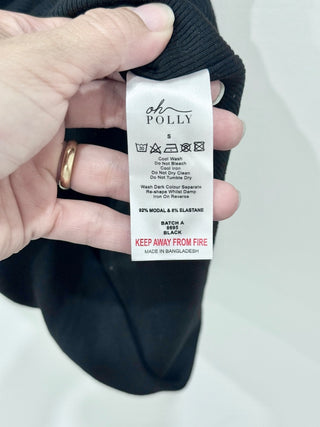 oh
POLLY
S
Cool Wash
Do Not Bleach
Cool Iron
Do Not Dry Clean
Do Not Tumble Dry
Wash Dark Colour Separate
Re-shape Whilst Damp
Iron On Reverse
92% MODAL & 8% ELASTANE
BATCH A
8695
BLACK
KEEP AWAY FROM FIRE
MADE IN BANGLADESH